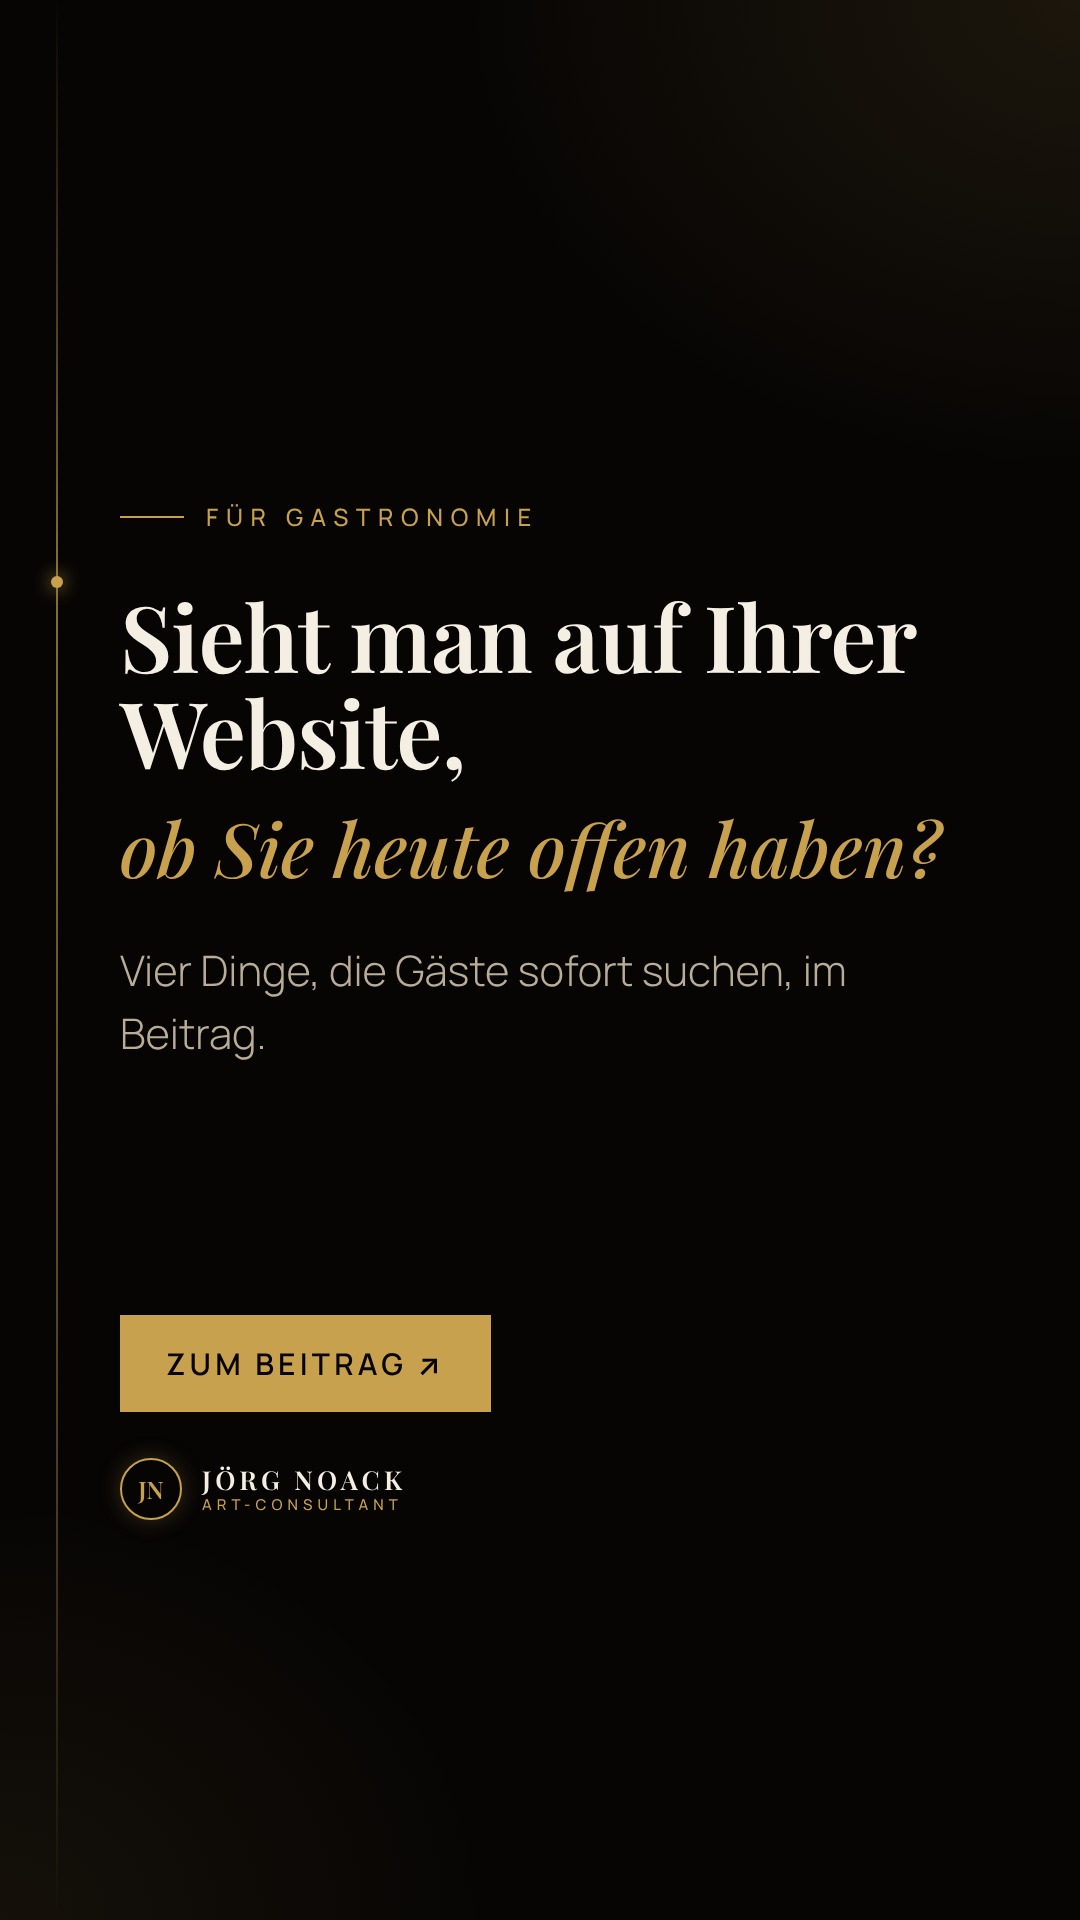 FÜR GASTRONOMIE
Sieht man auf Ihrer
Website,
ob Sie heute offen haben?
Vier Dinge, die Gäste sofort suchen, im
Beitrag.
ZUM BEITRAG ↗
JN
JÖRG NOACK
ART-CONSULTANT